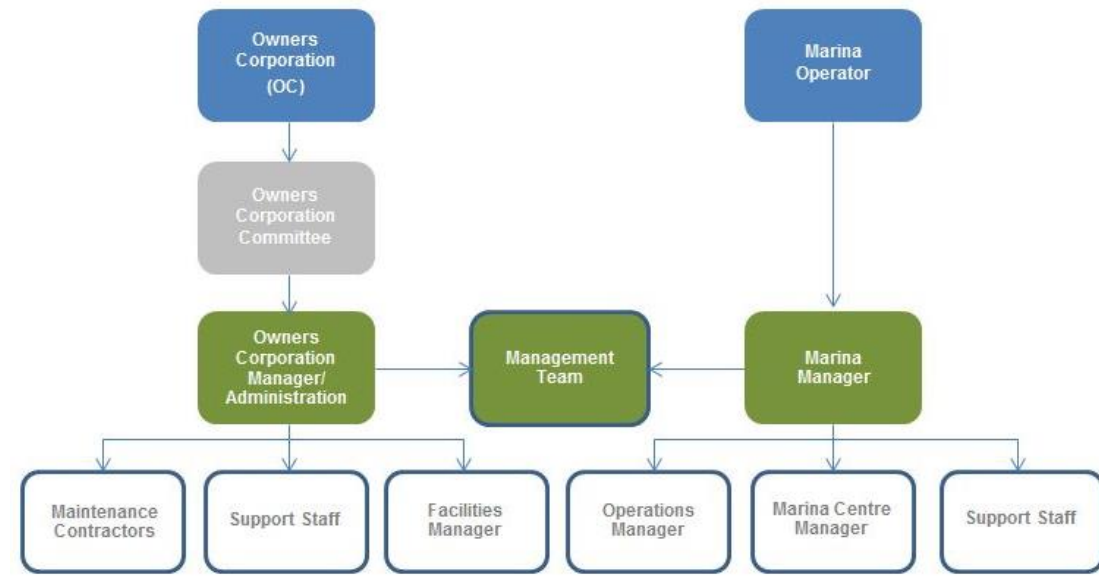 Owners
Corporation
(OC)
Marina
Operator
Owners
Corporation
Committee
Owners
Corporation
Manager/
Administration
Management
Team
Marina
Manager
Maintenance
Contractors
Support Staff
Facilities
Manager
Operations
Manager
Marina Centre
Manager
Support Staff